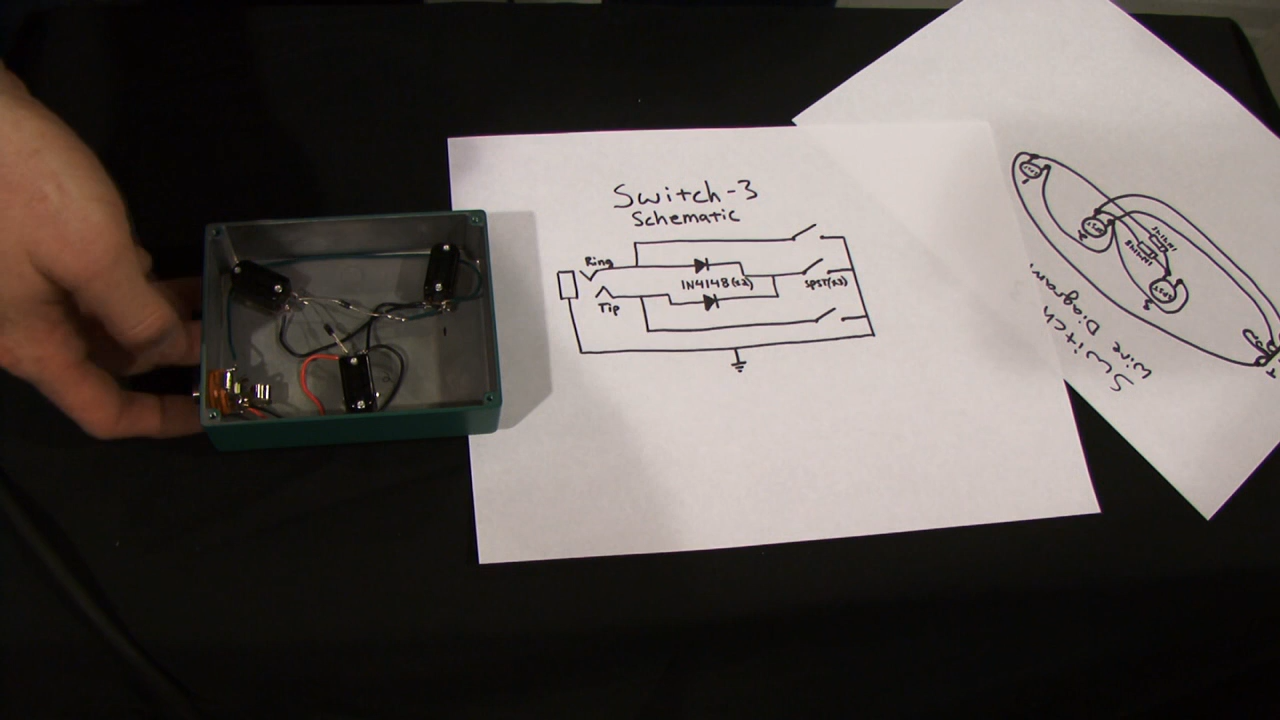 Switch-3
Schematic
Ring
1N4148(x2)
SPST(x3)
Tip
Switch
Wire Diagram